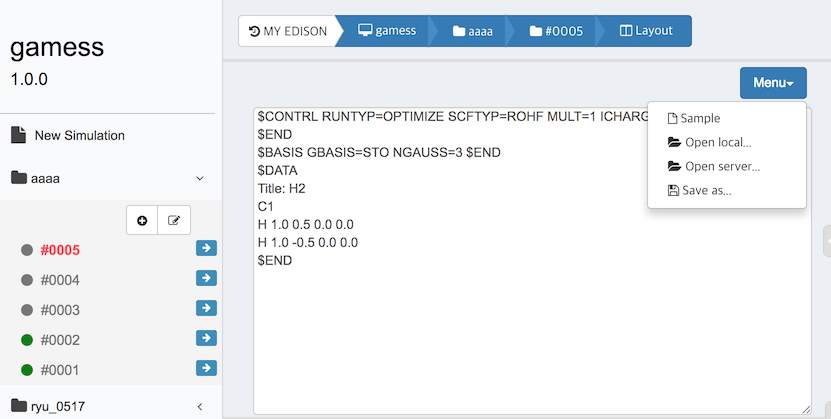 gamess
1.0.0
New Simulation
aaaa
#0005
#0004
#0003
#0002
#0001
ryu_0517
MY EDISON gamess aaaa #0005 Layout
Menu
Sample
Open local...
Open server...
Save as...
$CONTRL RUNTYP=OPTIMIZE SCFTYP=ROHF MULT=1 ICHARG
$END
$BASIS GBASIS=STO NGAUSS=3 $END
$DATA
Title: H2
C1
H 1.0 0.5 0.0 0.0
H 1.0 -0.5 0.0 0.0
$END